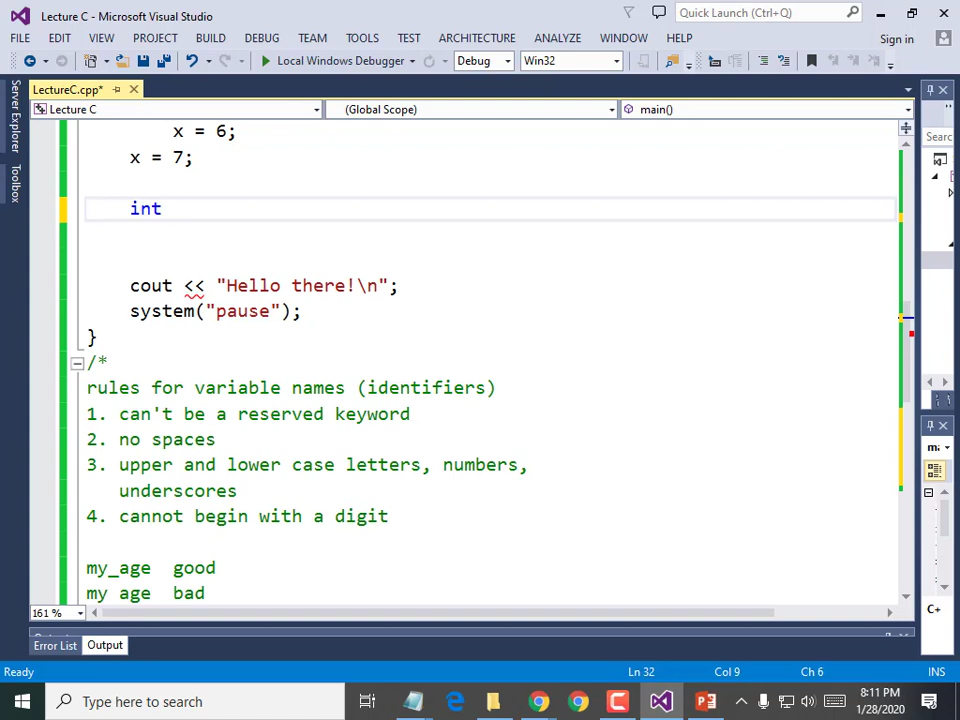 Lecture C - Microsoft Visual Studio
Quick Launch (Ctrl+Q)
FILE EDIT VIEW PROJECT BUILD DEBUG TEAM TOOLS TEST ARCHITECTURE ANALYZE WINDOW HELP
Sign in
Local Windows Debugger Debug Win32
Server Explorer
Toolbox
LectureC.cpp*
Lecture C (Global Scope) main()
Searc
x = 6;
x = 7;
int
cout << "Hello there!\n";
system("pause");
}
/*
rules for variable names (identifiers)
1. can't be a reserved keyword
2. no spaces
3. upper and lower case letters, numbers,
underscores
4. cannot begin with a digit
my_age good
my age bad
C+
161 %
Error List Output
Ready Ln 32 Col 9 Ch 6 INS
Type here to search
8:11 PM
1/28/2020